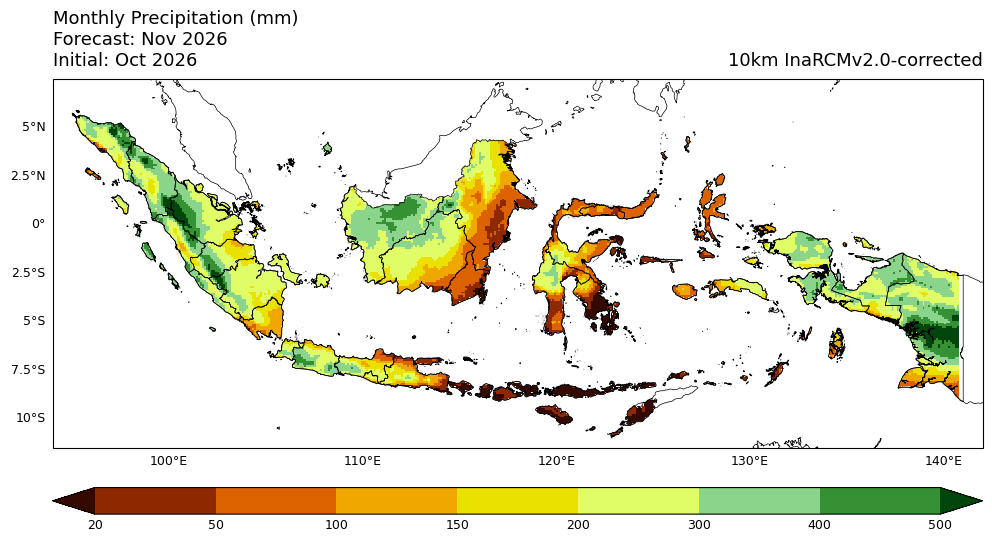 Monthly Precipitation (mm)
Forecast: Nov 2026
Initial: Oct 2026
10km InaRCMv2.0-corrected
5°N
2.5°N
0°
2.5°S
5°S
7.5°S
10°S
100°E 110°E 120°E 130°E 140°E
20 50 100 150 200 300 400 500